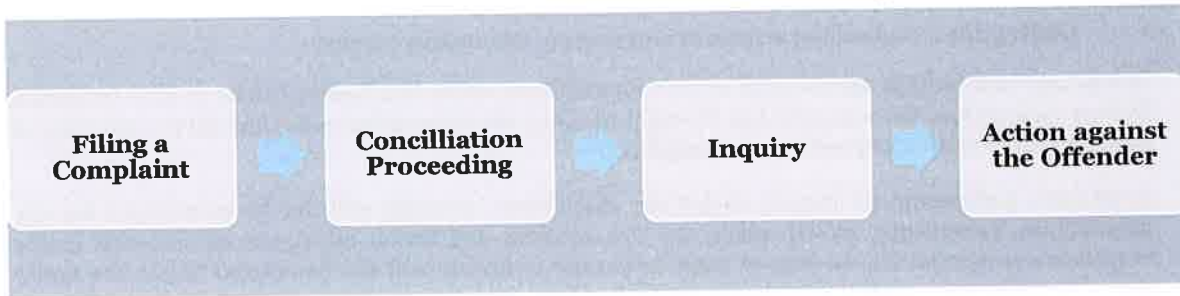 Filing a
Complaint
Concilliation
Proceeding
Inquiry
Action against
the Offender